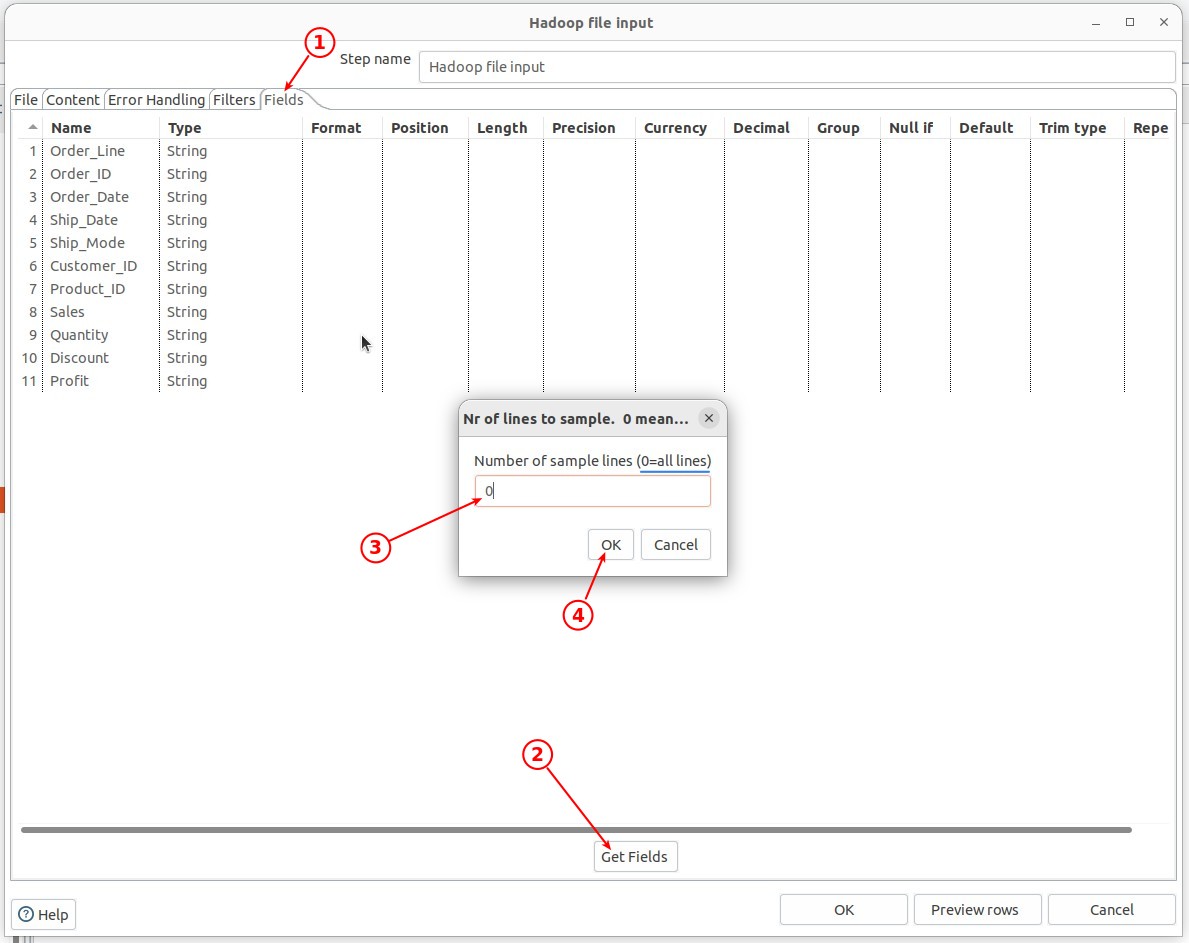 Hadoop file input
1
Step name Hadoop file input
File Content Error Handling Filters Fields
Name Type Format Position Length Precision Currency Decimal Group Null if Default Trim type Repe
1 Order_Line String
2 Order_ID String
3 Order_Date String
4 Ship_Date String
5 Ship_Mode String
6 Customer_ID String
7 Product_ID String
8 Sales String
9 Quantity String
10 Discount String
11 Profit String
Nr of lines to sample. 0 mean...
Number of sample lines (0=all lines)
0
3
OK Cancel
4
2
Get Fields
Help OK Preview rows Cancel